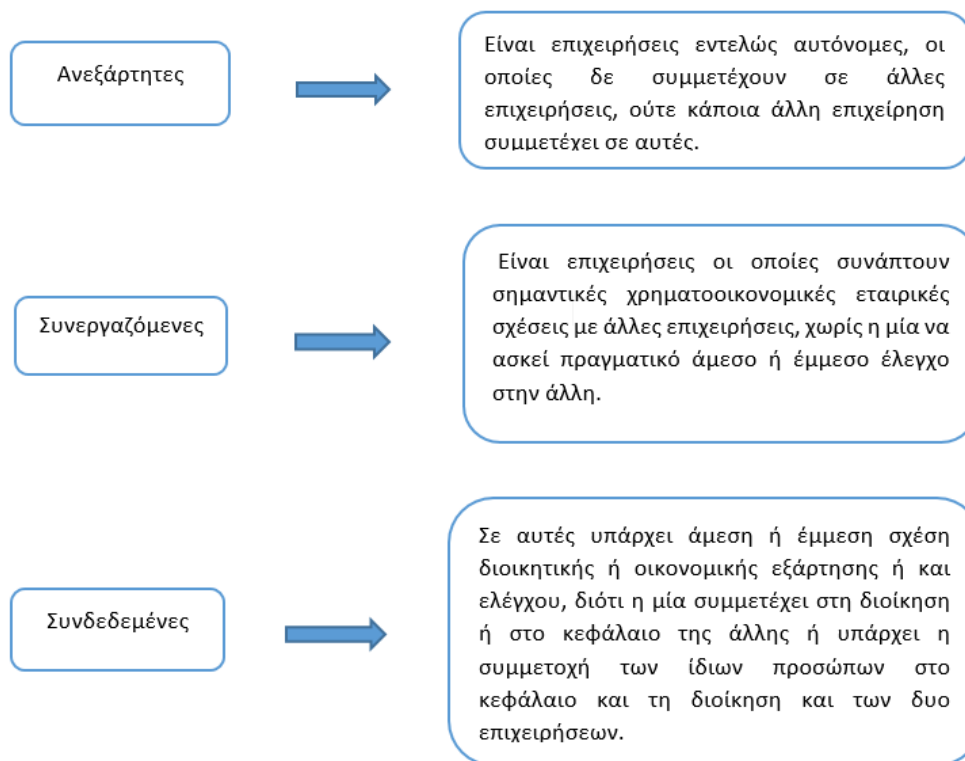 Ανεξάρτητες
Είναι επιχειρήσεις εντελώς αυτόνομες, οι
οποίες δε συμμετέχουν σε άλλες
επιχειρήσεις, ούτε κάποια άλλη επιχείρηση
συμμετέχει σε αυτές.
Συνεργαζόμενες
Είναι επιχειρήσεις οι οποίες συνάπτουν
σημαντικές χρηματοοικονομικές εταιρικές
σχέσεις με άλλες επιχειρήσεις, χωρίς η μία να
ασκεί πραγματικό άμεσο ή έμμεσο έλεγχο
στην άλλη.
Συνδεδεμένες
Σε αυτές υπάρχει άμεση ή έμμεση σχέση
διοικητικής ή οικονομικής εξάρτησης ή και
ελέγχου, διότι η μία συμμετέχει στη διοίκηση
ή στο κεφάλαιο της άλλης ή υπάρχει η
συμμετοχή των ίδιων προσώπων στο
κεφάλαιο και τη διοίκηση και των δυο
επιχειρήσεων.